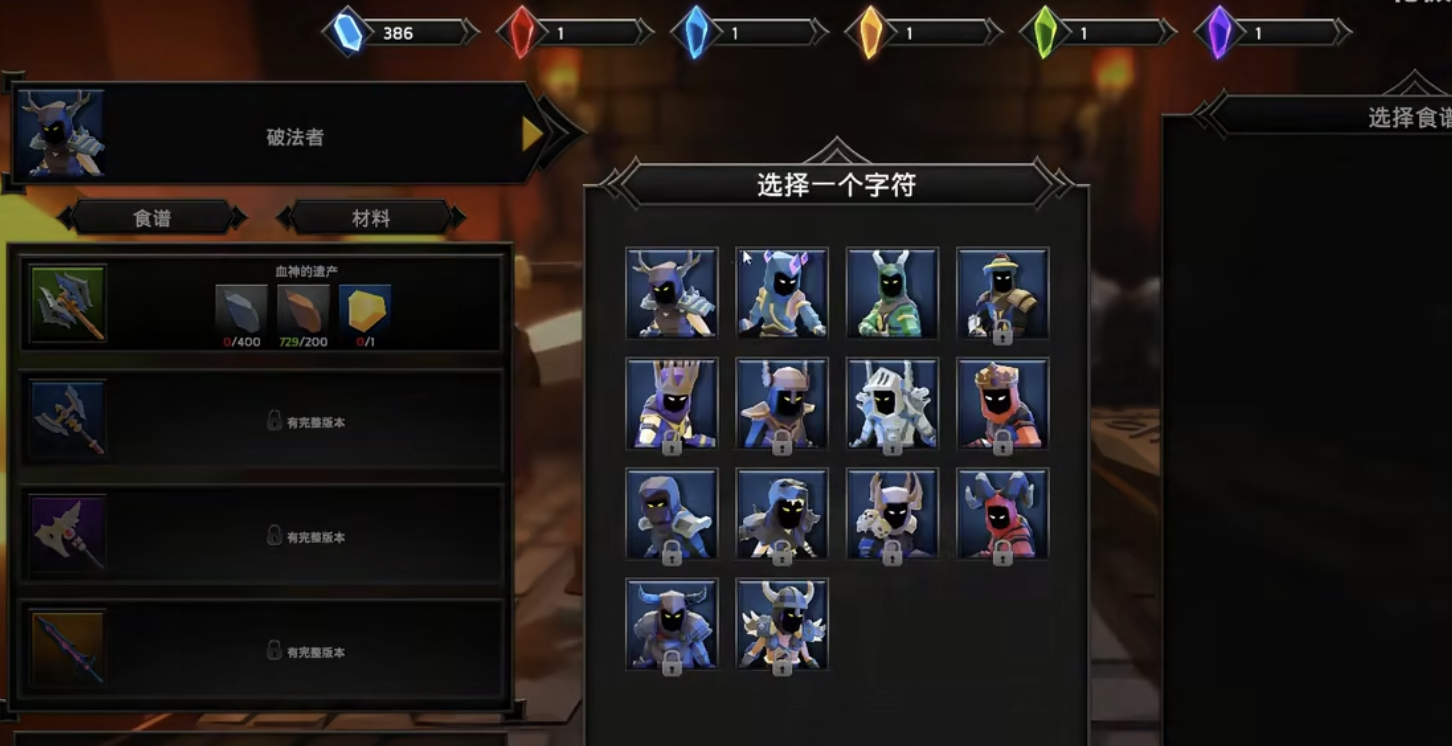 386
1
1
1
1
1
破法者
选择食谱
选择一个字符
食谱
材料
血神的遗产
0/400
729/200
0/1
有完整版本
有完整版本
有完整版本